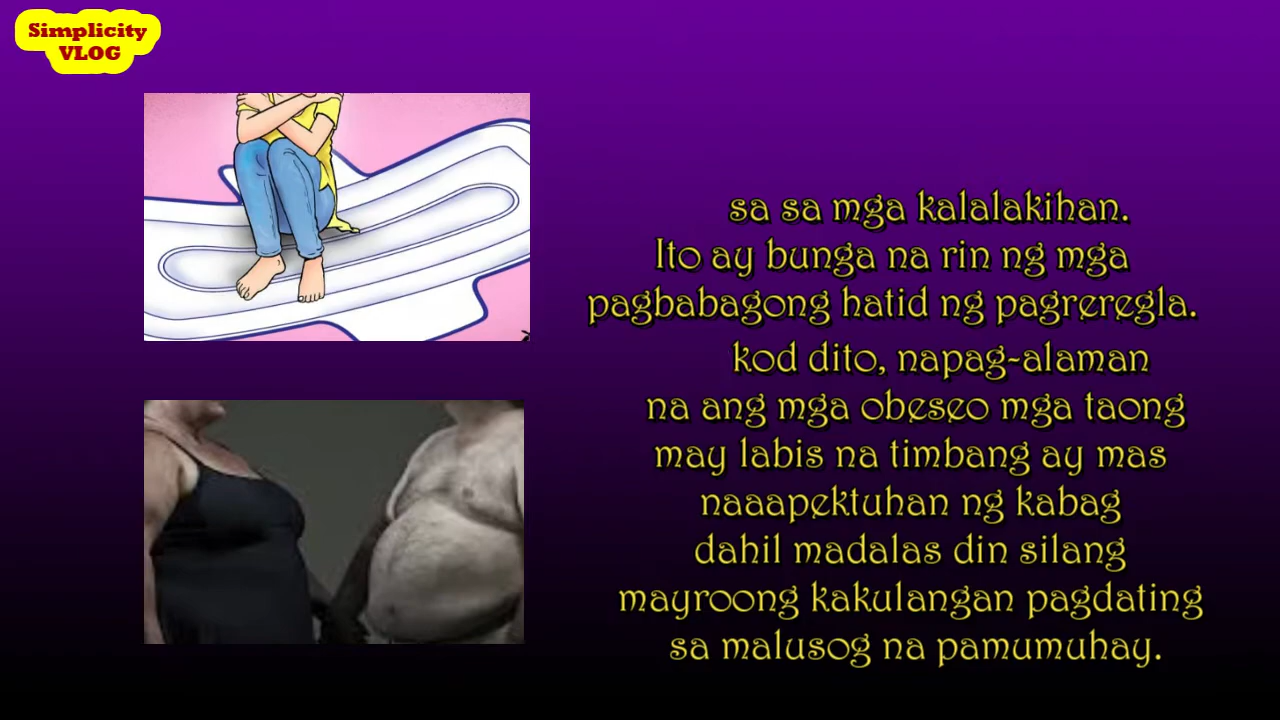 Simplicity
VLOG
sa sa mga kalalakihan.
Ito ay bunga na rin ng mga
pagbabagong hatid ng pagreregla.
kod dito, napag-alaman
na ang mga obeseo mga taong
may labis na timbang ay mas
naaapektuhan ng kabag
dahil madalas din silang
mayroong kakulangan pagdating
sa malusog na pamumuhay.